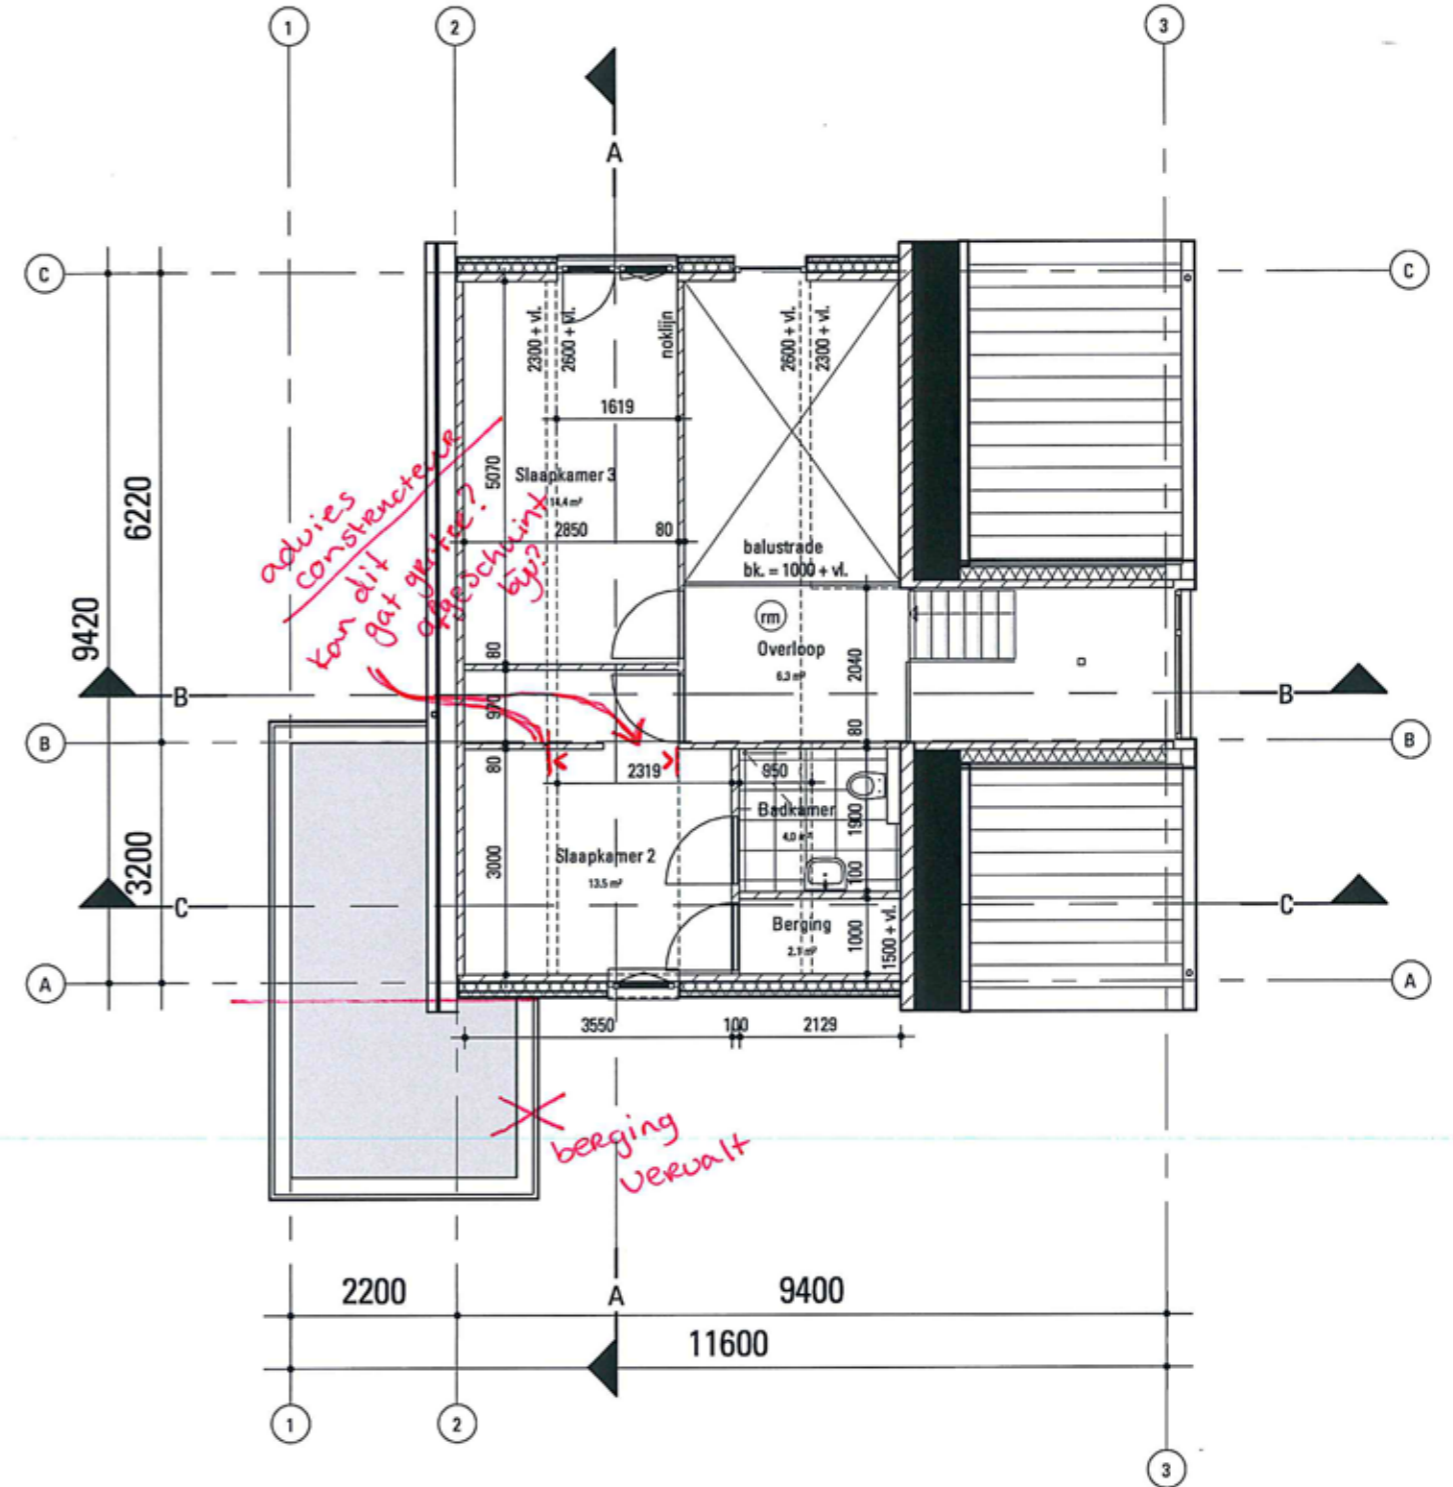 1
2
3
A
C
C
2300 + vl.
2600 + vl.
noklijn
2600 + vl.
2300 + vl.
1619
Slaapkamer 3
14.4 m²
5070
2850
80
6220
9420
advies
constructeur
kan dit
gat groter?
afgeschuint
bijv?
balustrade
bk. = 1000 + vl.
rm
Overloop
6.3 m²
2040
80
970
B
B
B
B
80
80
2319
950
Badkamer
4.0 m²
1900
3200
3000
Slaapkamer 2
13.5 m²
100
C
C
Berging
2.1 m²
1000
1500 + vl.
A
A
3550
100
2129
berging
vervalt
2200
A
9400
11600
1
2
3